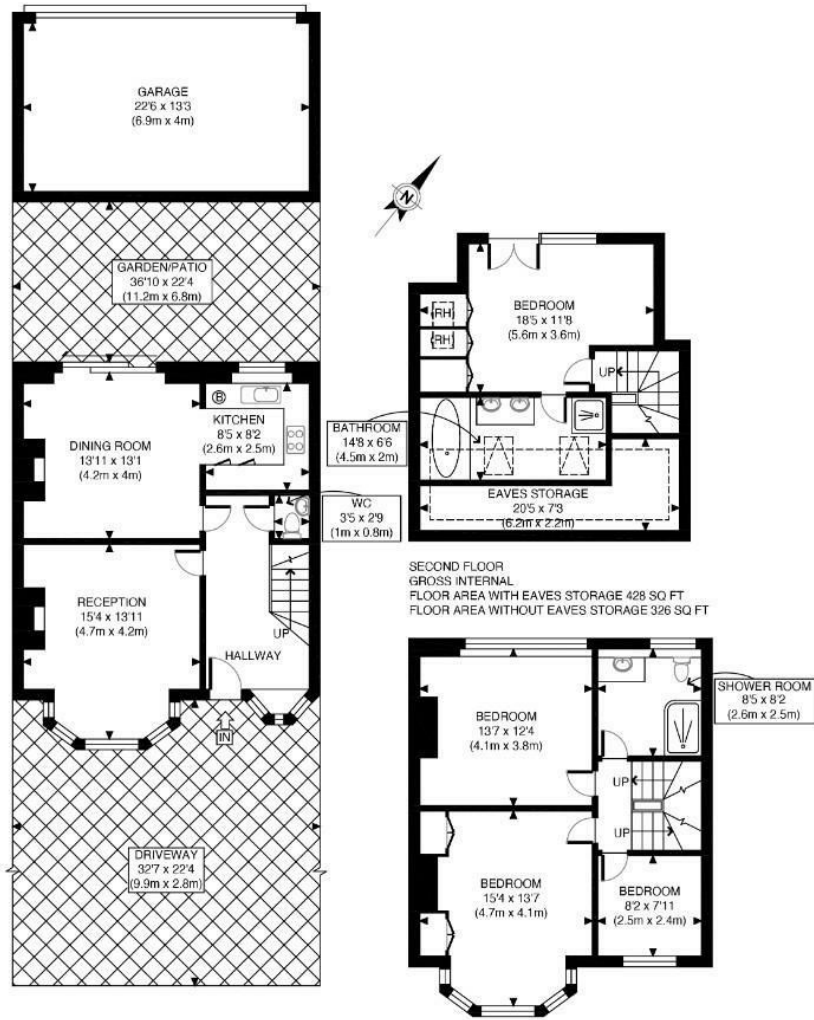 GARAGE
22'6 x 13'3
(6.9m x 4m)
GARDEN/PATIO
36'10 x 22'4
(11.2m x 6.8m)
B
KITCHEN
8'5 x 8'2
(2.6m x 2.5m)
DINING ROOM
13'11 x 13'1
(4.2m x 4m)
WC
3'5 x 2'9
(1m x 0.8m)
RECEPTION
15'4 x 13'11
(4.7m x 4.2m)
UP
HALLWAY
IN
DRIVEWAY
32'7 x 22'4
(9.9m x 2.8m)
N
BEDROOM
18'5 x 11'8
(5.6m x 3.6m)
RH
RH
UP
BATHROOM
14'8 x 6'6
(4.5m x 2m)
EAVES STORAGE
20'5 x 7'3
(6.2m x 2.2m)
SECOND FLOOR
GROSS INTERNAL
FLOOR AREA WITH EAVES STORAGE 428 SQ FT
FLOOR AREA WITHOUT EAVES STORAGE 326 SQ FT
SHOWER ROOM
8'5 x 8'2
(2.6m x 2.5m)
BEDROOM
13'7 x 12'4
(4.1m x 3.8m)
UP
UP
BEDROOM
15'4 x 13'7
(4.7m x 4.1m)
BEDROOM
8'2 x 7'11
(2.5m x 2.4m)